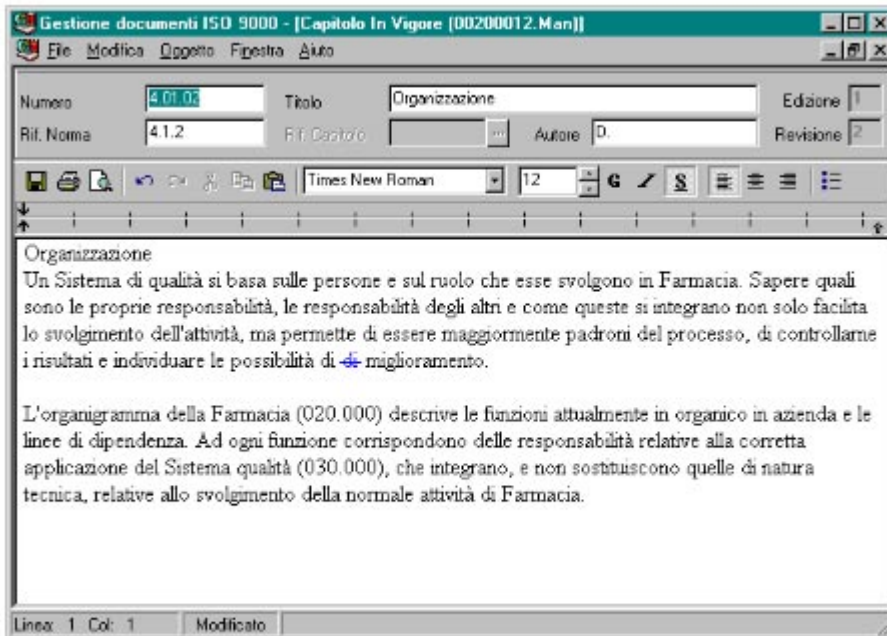 Gestione documenti ISO 9000 - [Capitolo In Vigore (00200012.Man)]
File Modifica Oggetto Finestra Aiuto
Numero 4.01.02 Titolo Organizzazione Edizione 1
Rif. Norma 4.1.2 Rif. Capitolo ... Autore D. Revisione 2
Times New Roman 12 G I S
Organizzazione
Un Sistema di qualità si basa sulle persone e sul ruolo che esse svolgono in Farmacia. Sapere quali
sono le proprie responsabilità, le responsabilità degli altri e come queste si integrano non solo facilita
lo svolgimento dell'attività, ma permette di essere maggiormente padroni del processo, di controllarne
i risultati e individuare le possibilità di di miglioramento.
L'organigramma della Farmacia (020.000) descrive le funzioni attualmente in organico in azienda e le
linee di dipendenza. Ad ogni funzione corrispondono delle responsabilità relative alla corretta
applicazione del Sistema qualità (030.000), che integrano, e non sostituiscono quelle di natura
tecnica, relative allo svolgimento della normale attività di Farmacia.
Linea: 1 Col: 1 Modificato